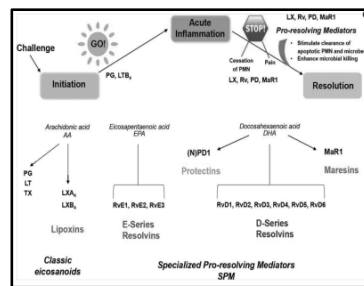 Challenge
GO!
Initiation
PG, LTB₄
Acute
Inflammation
STOP!
Cessation
of PMN
Pain
LX, Rv, PD, MaR1
LX, Rv, PD, MaR1
Pro-resolving Mediators
• Stimulate clearance of
apoptotic PMN and microbe
• Enhance microbial killing
Resolution
Arachidonic acid
AA
PG
LT
TX
LXA₄
LXB₄
Lipoxins
Classic
eicosanoids
Eicosapentaenoic acid
EPA
RvE1, RvE2, RvE3
E-Series
Resolvins
Docosahexaenoic acid
DHA
(N)PD1
Protectins
MaR1
Maresins
RvD1, RvD2, RvD3, RvD4, RvD5, RvD6
D-Series
Resolvins
Specialized Pro-resolving Mediators
SPM